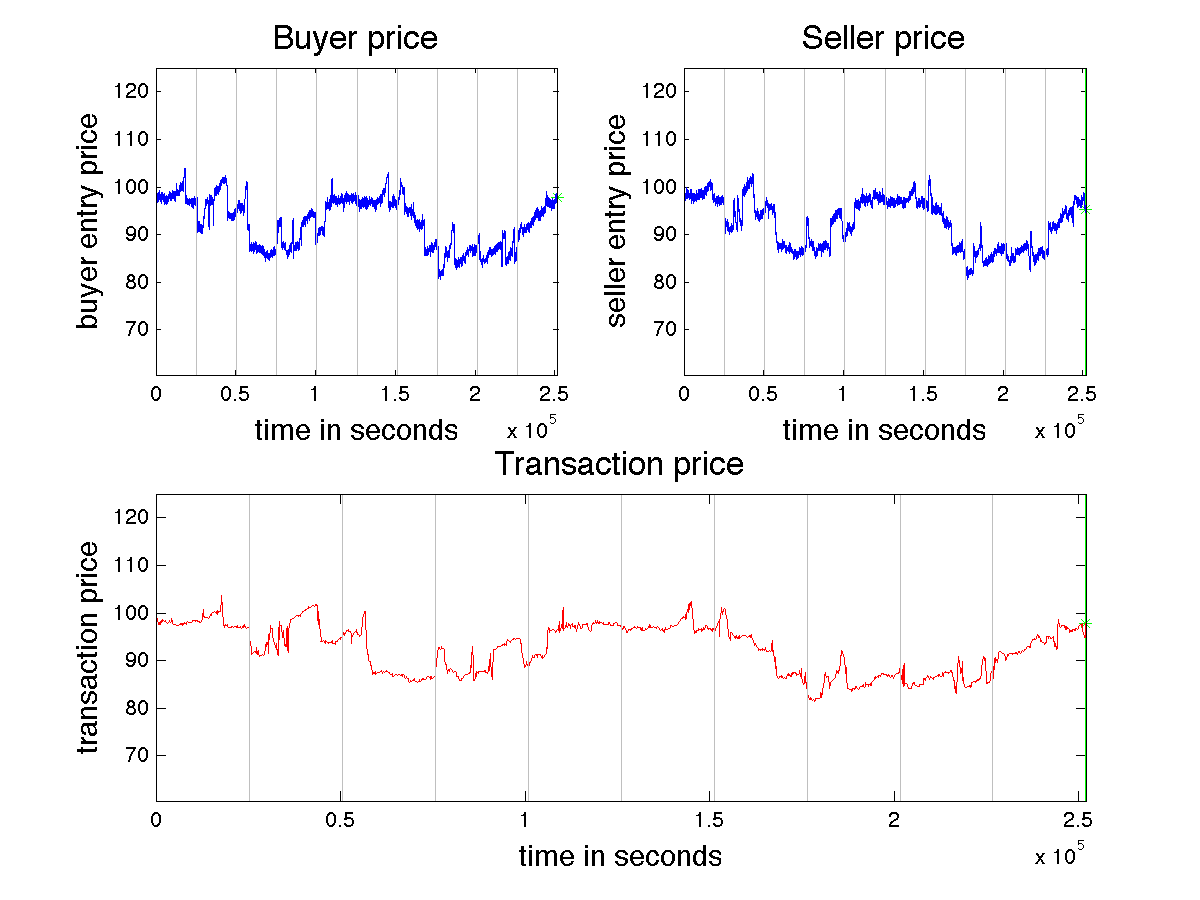 Buyer price
Seller price
buyer entry price
120
110
100
90
80
70
0 0.5 1 1.5 2 2.5
time in seconds
x 10^5
seller entry price
120
110
100
90
80
70
0 0.5 1 1.5 2 2.5
time in seconds
x 10^5
Transaction price
transaction price
120
110
100
90
80
70
0 0.5 1 1.5 2 2.5
time in seconds
x 10^5